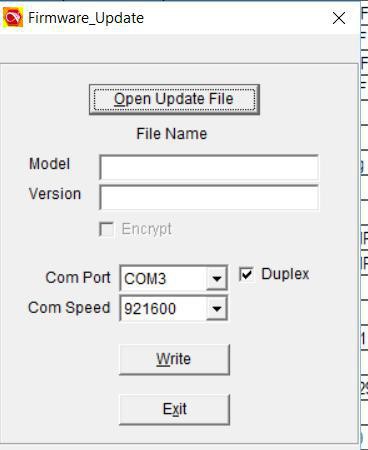 Firmware_Update
Open Update File
File Name
Model
Version
Encrypt
Com Port COM3 Duplex
Com Speed 921600
Write
Exit